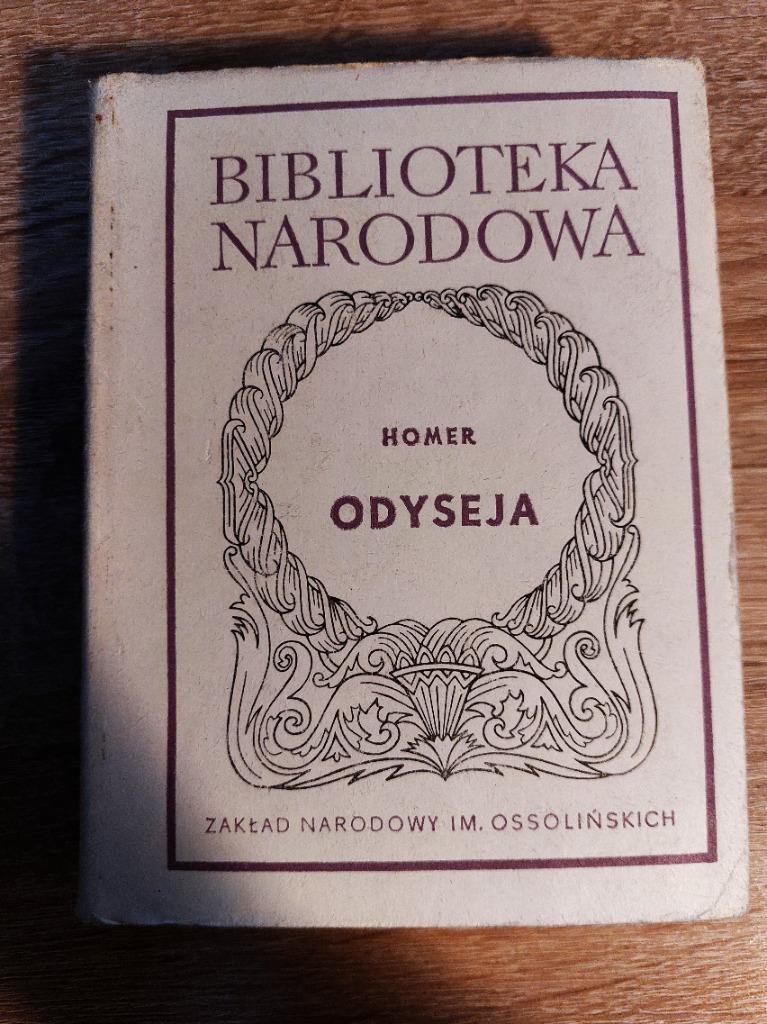 BIBLIOTEKA
NARODOWA
HOMER
ODYSEJA
ZAKŁAD NARODOWY IM. OSSOLIŃSKICH